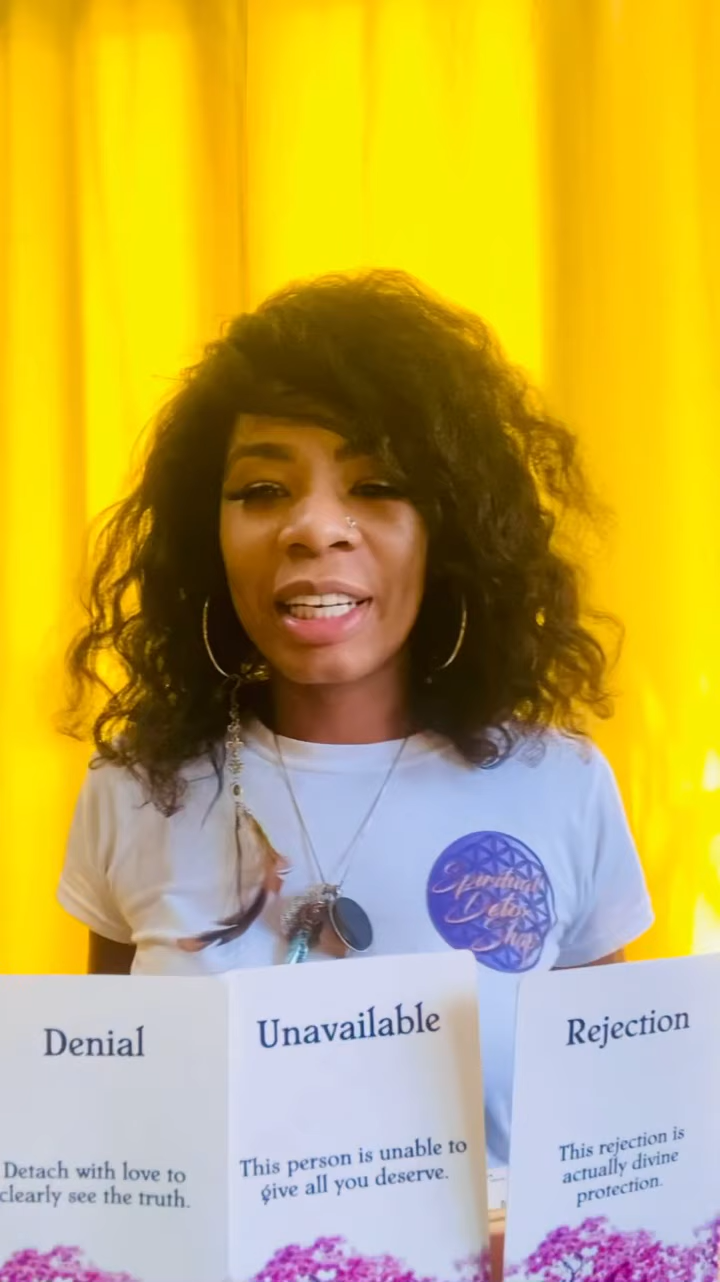 Spiritual
Detox
Shop
Denial
Detach with love to
clearly see the truth.
Unavailable
This person is unable to
give all you deserve.
Rejection
This rejection is
actually divine
protection.